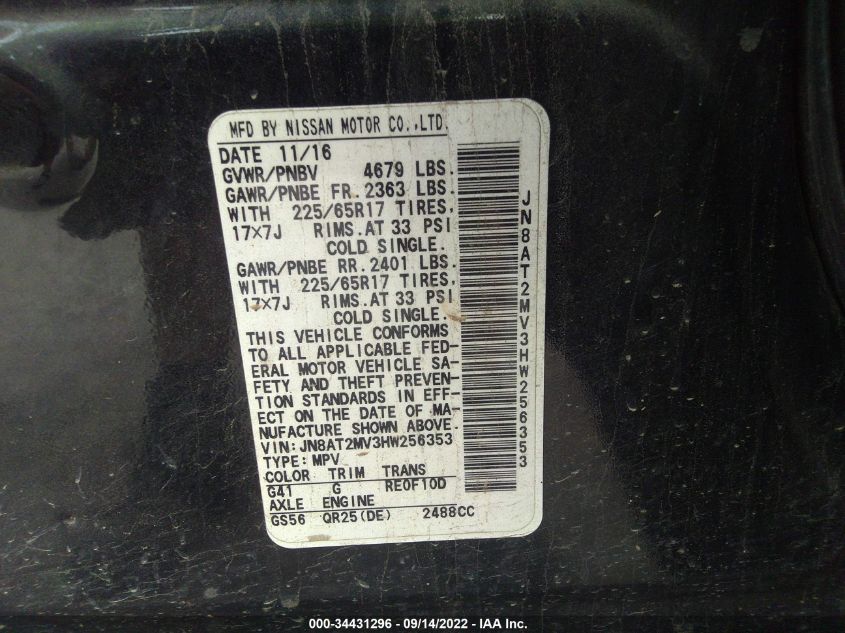 MFD BY NISSAN MOTOR CO.,LTD.
DATE 11/16
GVWR/PNBV 4679 LBS.
GAWR/PNBE FR. 2363 LBS.
WITH 225/65R17 TIRES,
17×7J RIMS.AT 33 PSI
COLD SINGLE.
GAWR/PNBE RR. 2401 LBS.
WITH 225/65R17 TIRES,
17×7J RIMS.AT 33 PSI
COLD SINGLE.
THIS VEHICLE CONFORMS
TO ALL APPLICABLE FED-
ERAL MOTOR VEHICLE SA-
FETY AND THEFT PREVEN-
TION STANDARDS IN EFF-
ECT ON THE DATE OF MA-
NUFACTURE SHOWN ABOVE.
VIN: JN8AT2MV3HW256353
TYPE: MPV
COLOR TRIM TRANS
G41 G RE0F10D
AXLE ENGINE
GS56 QR25(DE) 2488CC
JN8AT2MV3HW256353
000-34431296 - 09/14/2022 - IAA Inc.